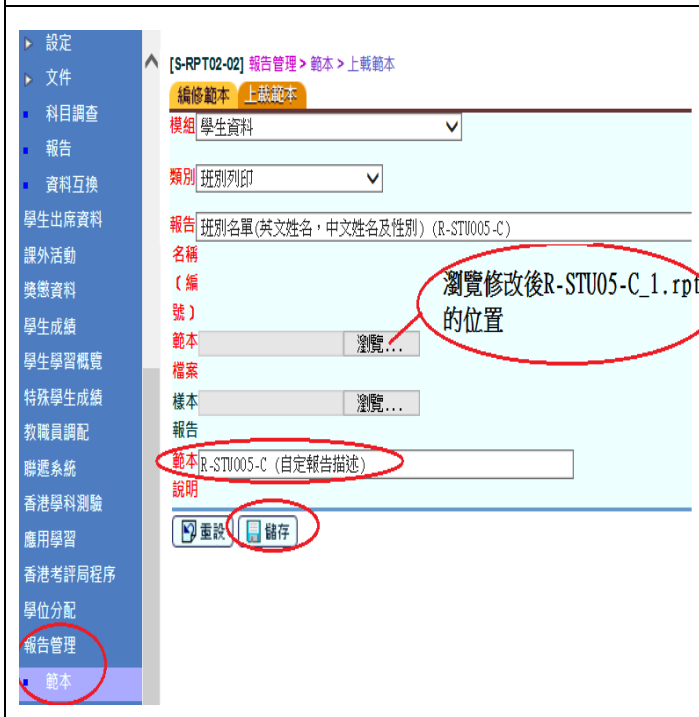 設定
文件
科目調查
報告
資料互換
學生出席資料
課外活動
獎懲資料
學生成績
學生學習概覽
特殊學生成績
教職員調配
聯遞系統
香港學科測驗
應用學習
香港考評局程序
學位分配
報告管理
範本
[S-RPT02-02] 報告管理 > 範本 > 上載範本
編修範本 上載範本
模組 學生資料
類別 班別列印
報告 班別名單(英文姓名，中文姓名及性別) (R-STU005-C)
名稱
(編
號)
瀏覽修改後R-STU05-C_1.rpt
的位置
範本 瀏覽...
檔案
樣本 瀏覽...
報告
範本 R-STU005-C (自定報告描述)
說明
重設 儲存